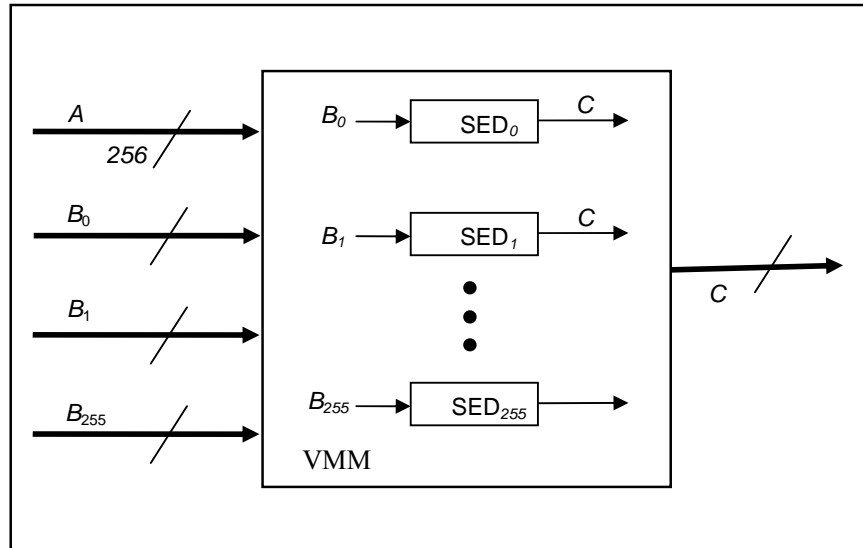 A
256
B0
B1
B255
B0 SED0 C
B1 SED1 C
B255 SED255
VMM
C